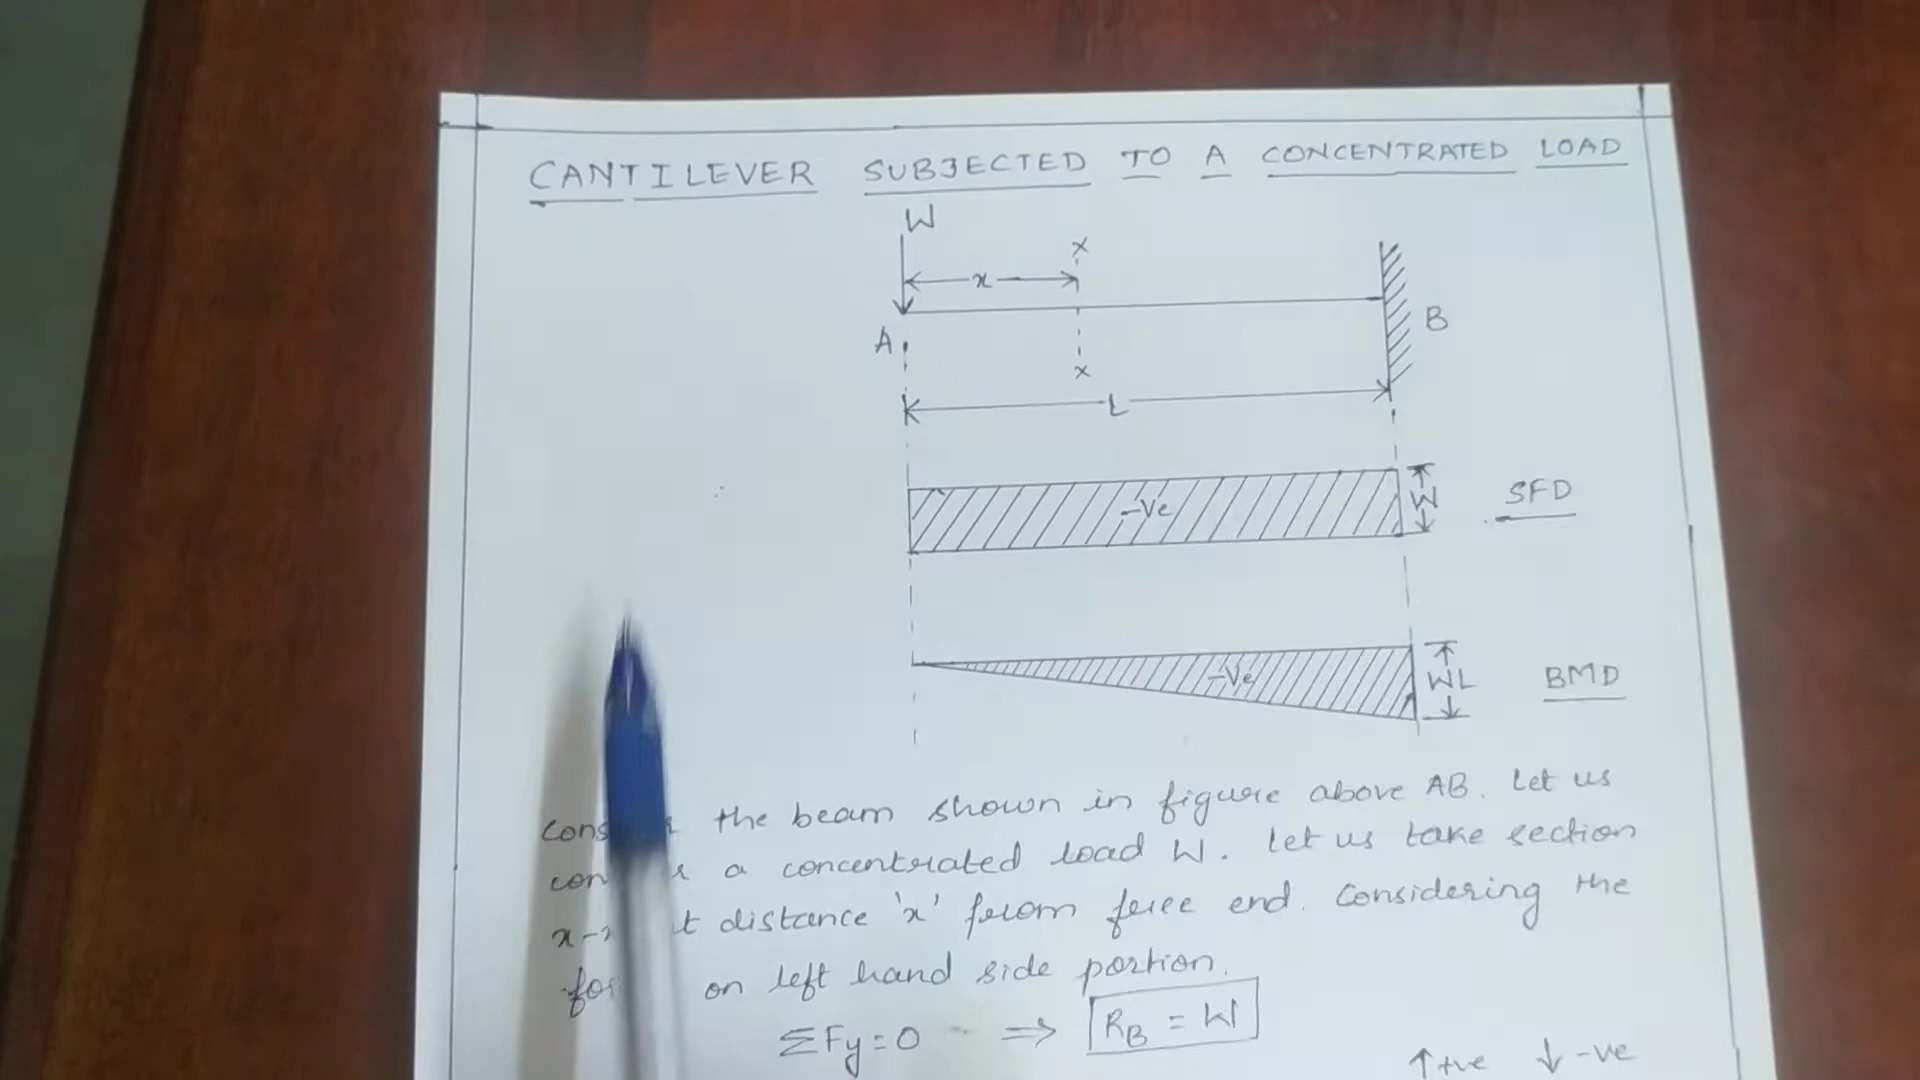 CANTILEVER SUBJECTED TO A CONCENTRATED LOAD
W
x
x
A
B
x
L
-Ve
W
SFD
-Ve
WL
BMD
the beam shown in figure above AB. Let us
a concentrated load W. let us take section
distance 'x' from free end. Considering the
on left hand side portion.
ΣFy=0 ⇒ RB = W
↑+ve ↓-ve